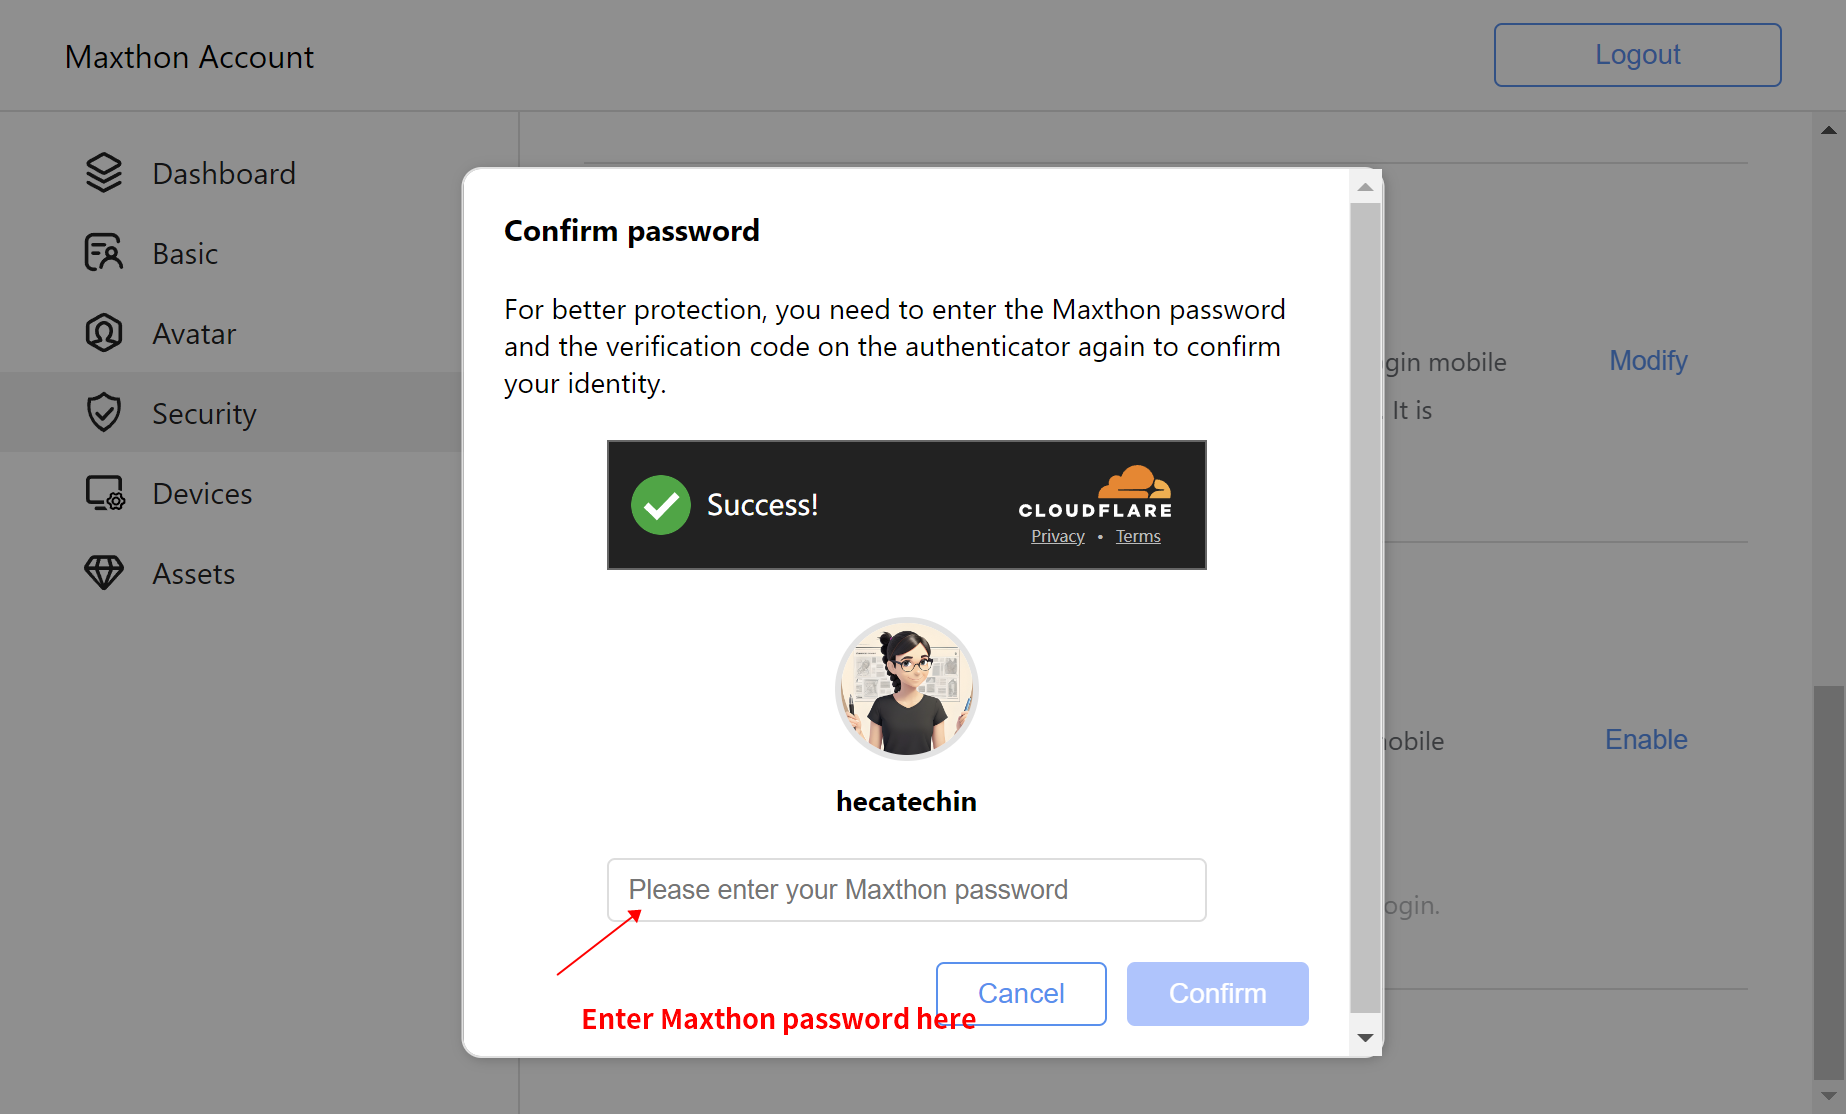 Maxthon Account
Logout
Dashboard
Basic
Avatar
Security
Devices
Assets
Confirm password
For better protection, you need to enter the Maxthon password
and the verification code on the authenticator again to confirm
your identity.
Success!
CLOUDFLARE
Privacy • Terms
hecatechin
Please enter your Maxthon password
Cancel
Confirm
Enter Maxthon password here
gin mobile
Modify
. It is
obile
Enable
ogin.